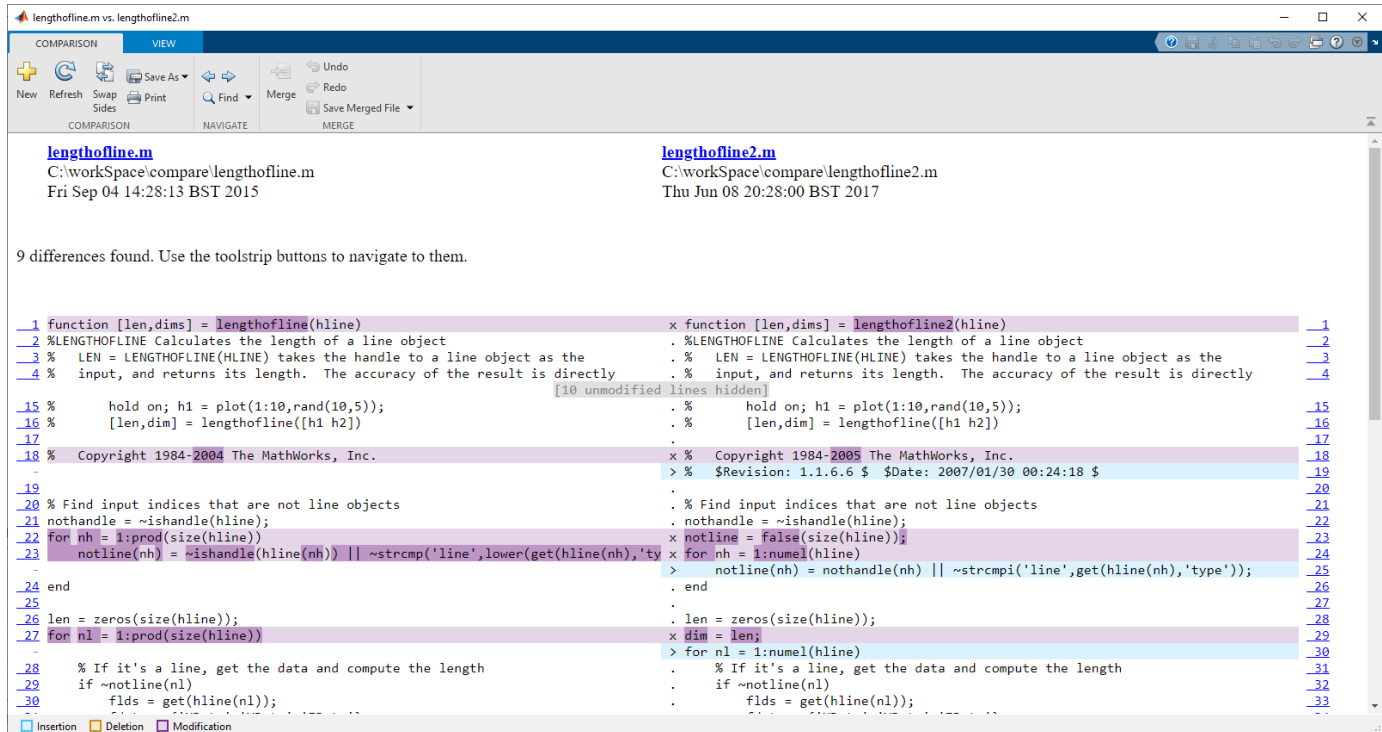 lengthofline.m vs. lengthofline2.m
COMPARISON VIEW
New Refresh Swap Sides Save As Print Find Merge Undo Redo Save Merged File
COMPARISON NAVIGATE MERGE
lengthofline.m lengthofline2.m
C:\workSpace\compare\lengthofline.m C:\workSpace\compare\lengthofline2.m
Fri Sep 04 14:28:13 BST 2015 Thu Jun 08 20:28:00 BST 2017
9 differences found. Use the toolstrip buttons to navigate to them.
1 function [len,dims] = lengthofline(hline) x function [len,dims] = lengthofline2(hline) 1
2 %LENGTHOFLINE Calculates the length of a line object . %LENGTHOFLINE Calculates the length of a line object 2
3 % LEN = LENGTHOFLINE(HLINE) takes the handle to a line object as the . % LEN = LENGTHOFLINE(HLINE) takes the handle to a line object as the 3
4 % input, and returns its length. The accuracy of the result is directly . % input, and returns its length. The accuracy of the result is directly 4
[10 unmodified lines hidden]
15 % hold on; h1 = plot(1:10,rand(10,5)); . % hold on; h1 = plot(1:10,rand(10,5)); 15
16 % [len,dim] = lengthofline([h1 h2]) . % [len,dim] = lengthofline([h1 h2]) 16
17 . 17
18 % Copyright 1984-2004 The MathWorks, Inc. x % Copyright 1984-2005 The MathWorks, Inc. 18
- > % $Revision: 1.1.6.6 $ $Date: 2007/01/30 00:24:18 $ 19
19 . 20
20 % Find input indices that are not line objects . % Find input indices that are not line objects 21
21 nothandle = ~ishandle(hline); . nothandle = ~ishandle(hline); 22
22 for nh = 1:prod(size(hline)) x notline = false(size(hline)); 23
23 notline(nh) = ~ishandle(hline(nh)) || ~strcmp('line',lower(get(hline(nh),'ty x for nh = 1:numel(hline) 24
- > notline(nh) = nothandle(nh) || ~strcmpi('line',get(hline(nh),'type')); 25
24 end . end 26
25 . 27
26 len = zeros(size(hline)); . len = zeros(size(hline)); 28
27 for nl = 1:prod(size(hline)) x dim = len; 29
- > for nl = 1:numel(hline) 30
28 % If it's a line, get the data and compute the length . % If it's a line, get the data and compute the length 31
29 if ~notline(nl) . if ~notline(nl) 32
30 flds = get(hline(nl)); . flds = get(hline(nl)); 33
Insertion Deletion Modification